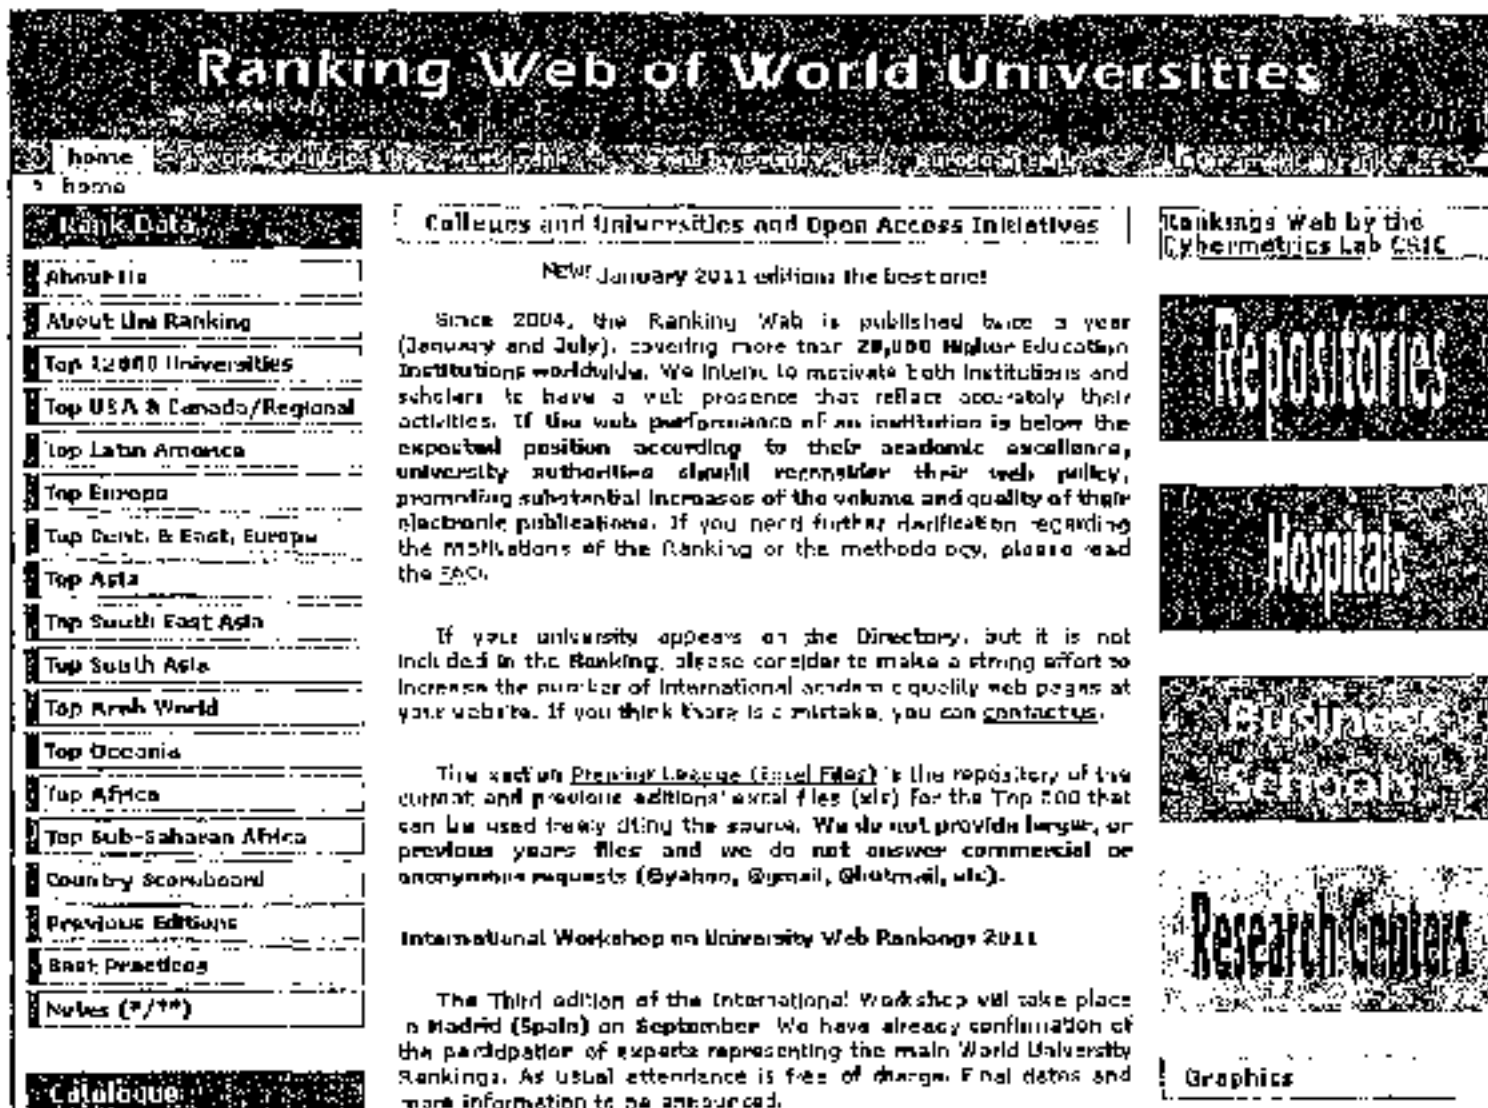 Ranking Web of World Universities
home
home
Rank Data
About Us
About the Ranking
Top 12000 Universities
Top USA & Canada/Regional
Top Latin America
Top Europe
Top Cent. & East, Europe
Top Asia
Top South East Asia
Top South Asia
Top Arab World
Top Oceania
Top Africa
Top Sub-Saharan Africa
Country Scoreboard
Previous Editions
Best Practices
Notes (*/**)
Catalogue
Colleges and Universities and Open Access Initiatives
New! January 2011 edition: the best one!
Since 2004, the Ranking Web is published twice a year
(January and July), covering more than 20,000 Higher Education
Institutions worldwide. We intent to motivate both institutions and
scholars to have a web presence that reflect accurately their
activities. If the web performance of an institution is below the
expected position according to their academic excellence,
university authorities should reconsider their web policy,
promoting substantial increases of the volume and quality of their
electronic publications. If you need further clarification regarding
the motivations of the Ranking or the methodology, please read
the FAQ.
If your university appears on the Directory, but it is not
included in the Ranking, please consider to make a strong effort to
increase the number of international academic quality web pages at
your website. If you think there is a mistake, you can contact us.
The section Premier League (Excel Files) is the repository of the
current and previous editions' excel files (xls) for the Top 500 that
can be used freely citing the source. We do not provide larger, or
previous years files and we do not answer commercial or
anonymous requests (@yahoo, @gmail, @hotmail, etc).
International Workshop on University Web Rankings 2011
The Third edition of the International Workshop will take place
in Madrid (Spain) on September. We have already confirmation of
the participation of experts representing the main World University
Rankings. As usual attendance is free of charge. Final dates and
more information to be announced.
Rankings Web by the
Cybermetrics Lab CSIC
Repositories
Hospitals
Business
Schools
Research Centers
Graphics